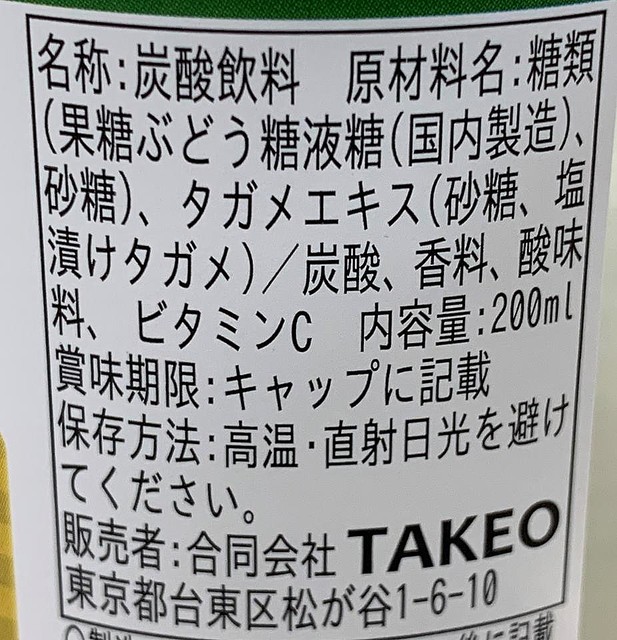 名称:炭酸飲料　原材料名:糖類
(果糖ぶどう糖液糖(国内製造)、
砂糖)、タガメエキス(砂糖、塩
漬けタガメ)／炭酸、香料、酸味
料、ビタミンC　内容量:200ml
賞味期限:キャップに記載
保存方法:高温·直射日光を避け
てください。
販売者:合同会社 TAKEO
東京都台東区松が谷1-6-10